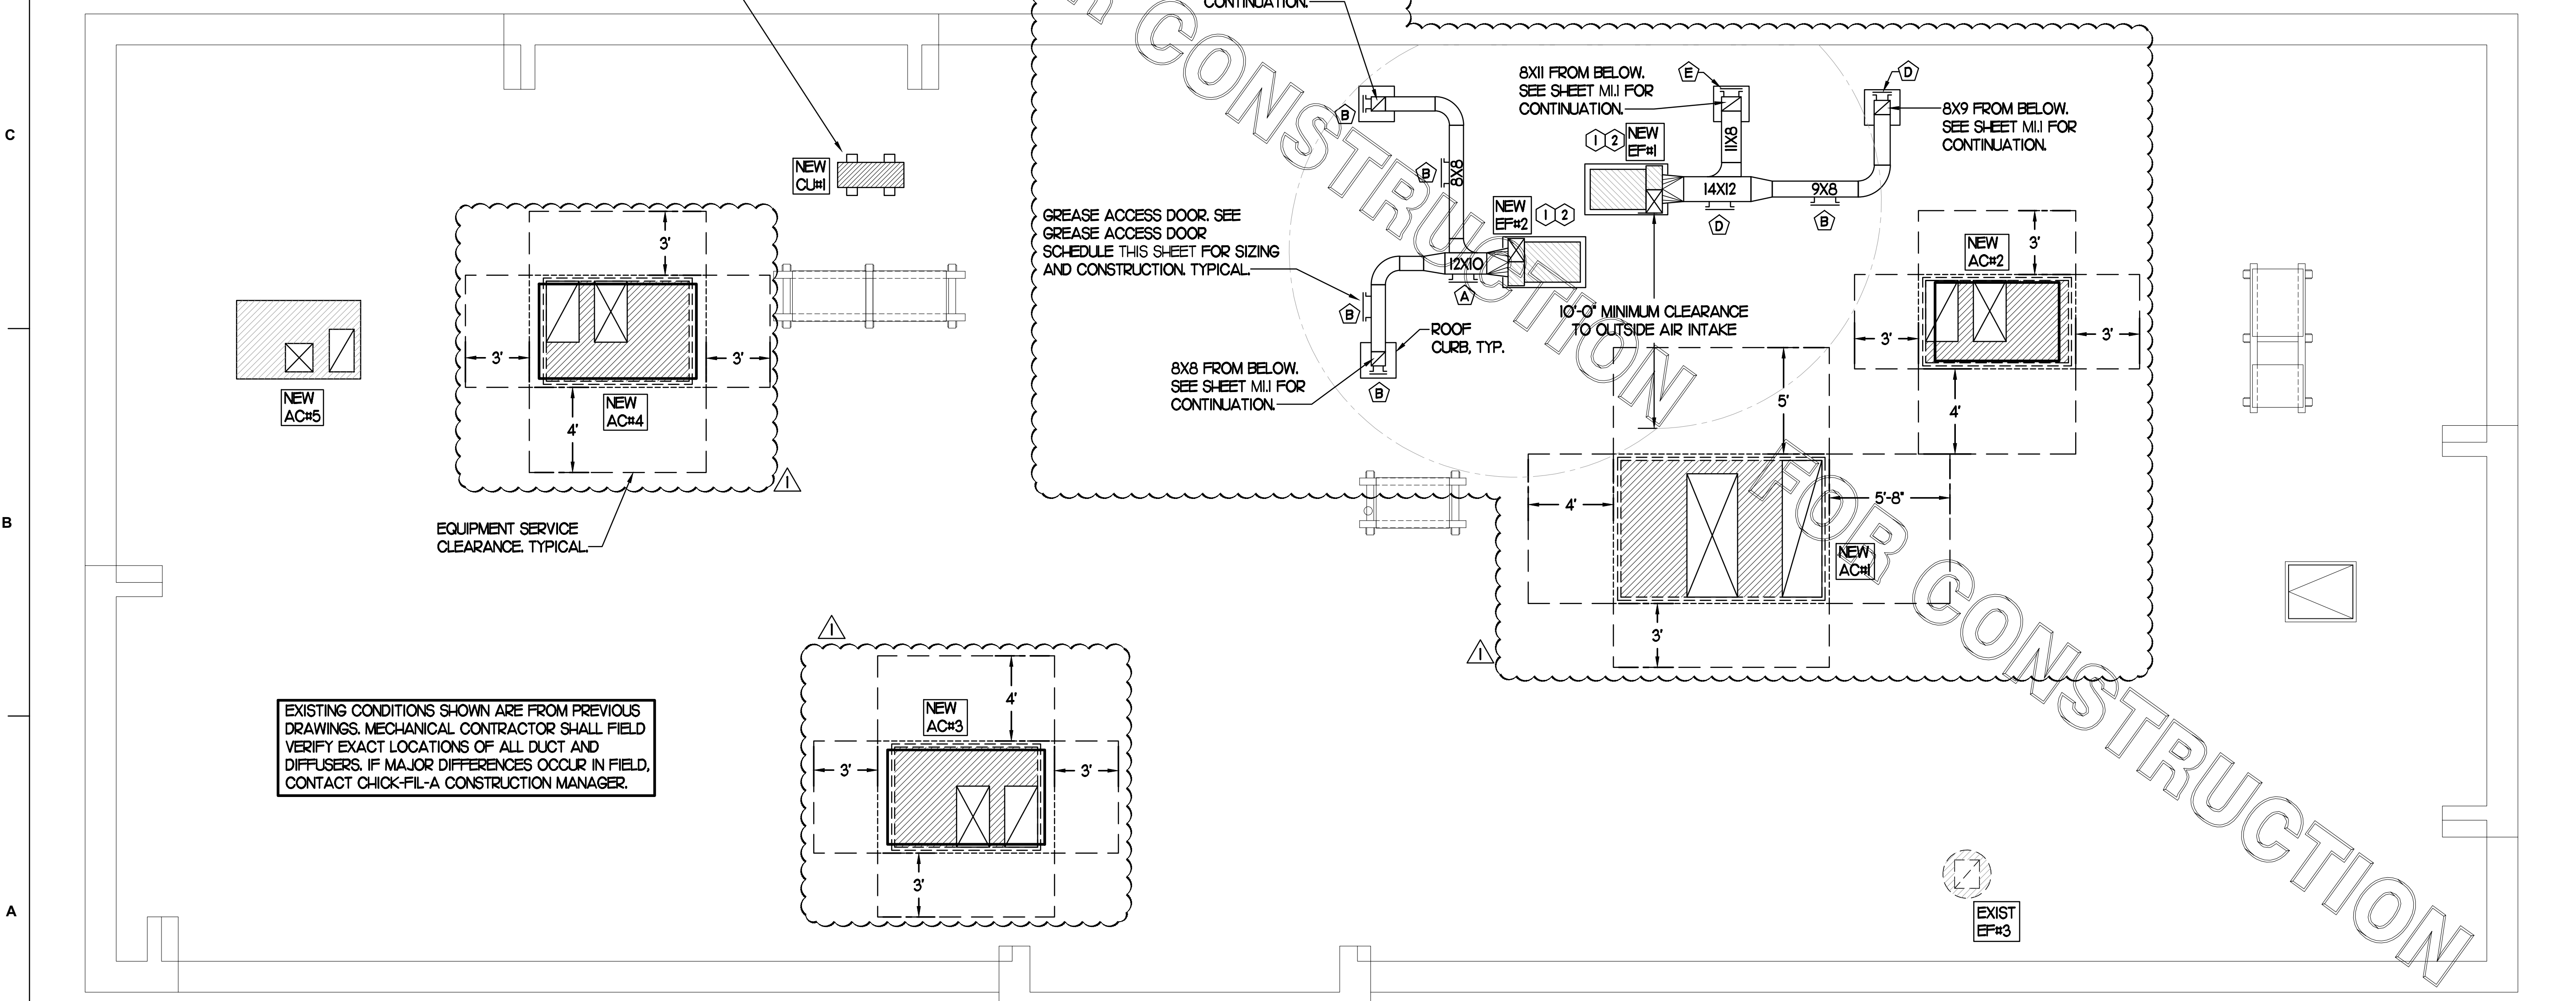 CONTINUATION.
C
B
A
NEW
CU#1
NEW
AC#5
3'
3'
3'
4'
NEW
AC#4
1
EQUIPMENT SERVICE
CLEARANCE. TYPICAL.
EXISTING CONDITIONS SHOWN ARE FROM PREVIOUS
DRAWINGS. MECHANICAL CONTRACTOR SHALL FIELD
VERIFY EXACT LOCATIONS OF ALL DUCT AND
DIFFUSERS. IF MAJOR DIFFERENCES OCCUR IN FIELD,
CONTACT CHICK-FIL-A CONSTRUCTION MANAGER.
1
4'
NEW
AC#3
3'
3'
3'
B
B
8X8
GREASE ACCESS DOOR. SEE
GREASE ACCESS DOOR
SCHEDULE THIS SHEET FOR SIZING
AND CONSTRUCTION. TYPICAL.
NEW
EF#2
1 2
12X10
A
B
ROOF
CURB, TYP.
8X8 FROM BELOW.
SEE SHEET M1.1 FOR
CONTINUATION.
B
8X11 FROM BELOW.
SEE SHEET M1.1 FOR
CONTINUATION.
E
11X8
1 2
NEW
EF#1
14X12
D
9X8
B
D
8X9 FROM BELOW.
SEE SHEET M1.1 FOR
CONTINUATION.
10'-0" MINIMUM CLEARANCE
TO OUTSIDE AIR INTAKE
NEW
AC#2
3'
3'
3'
4'
5'
4'
5'-8"
NEW
AC#1
3'
1
EXIST
EF#3
R CONSTRUCTION
FOR CONSTRUCTION